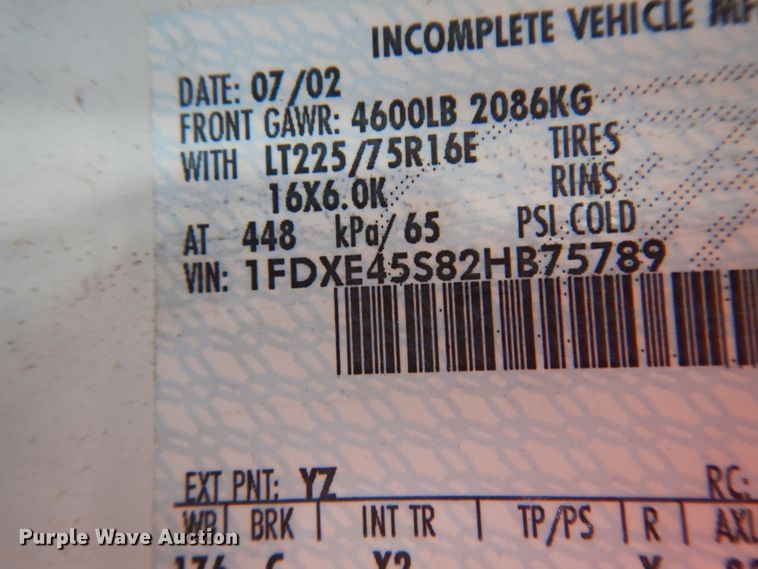 INCOMPLETE VEHICLE
DATE: 07/02
FRONT GAWR: 4600LB 2086KG
WITH LT225/75R16E TIRES
16X6.0K RIMS
AT 448 kPa/ 65 PSI COLD
VIN: 1FDXE45S82HB75789
EXT PNT: YZ RC:
WB BRK INT TR TP/PS R AXL
176 C Y2
Purple Wave Auction